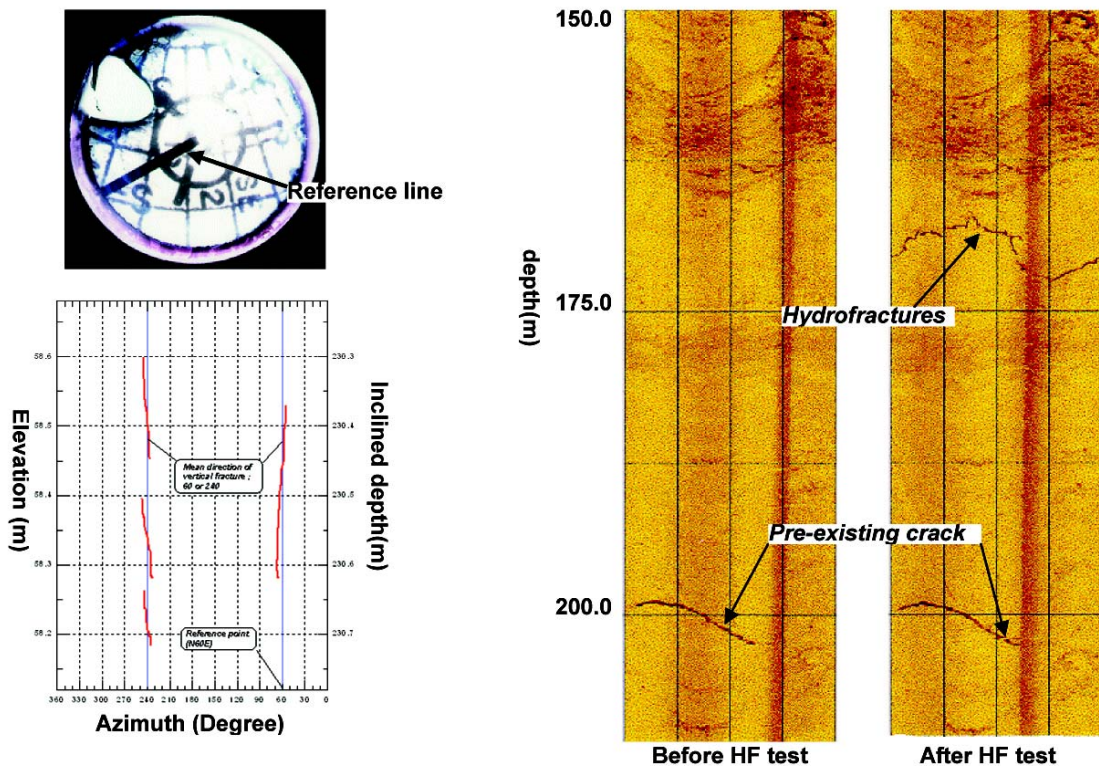 Reference line
Elevation (m)
58.6
58.5
58.4
58.3
58.2
Mean direction of
vertical fracture ;
60 or 240
Reference point
(N60E)
230.3
230.4
230.5
230.6
230.7
Inclined depth(m)
360 330 300 270 240 210 180 150 120 90 60 30 0
Azimuth (Degree)
depth(m)
150.0
175.0
200.0
Hydrofractures
Pre-existing crack
Before HF test
After HF test